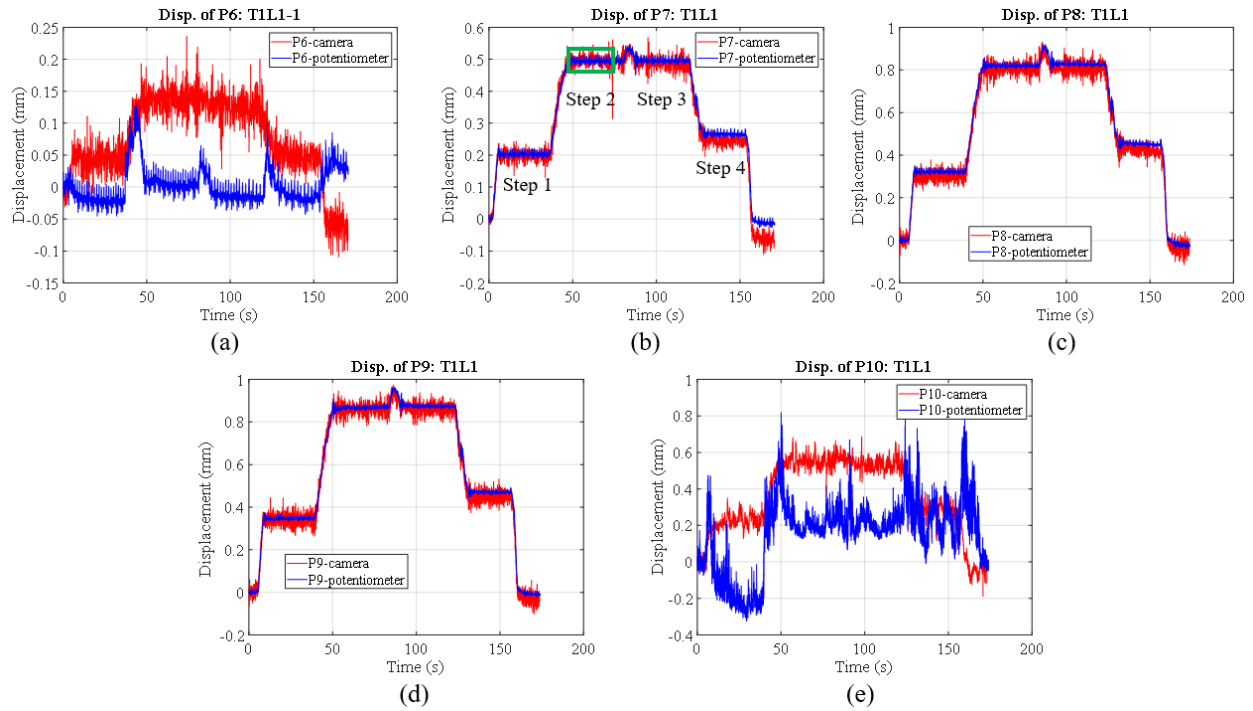 Disp. of P6: T1L1-1
0.25
0.2
0.15
0.1
0.05
0
-0.05
-0.1
-0.15
Displacement (mm)
P6-camera
P6-potentiometer
0 50 100 150 200
Time (s)
(a)
Disp. of P7: T1L1
0.6
0.5
0.4
0.3
0.2
0.1
0
-0.1
-0.2
Displacement (mm)
P7-camera
P7-potentiometer
Step 2 Step 3
Step 1 Step 4
0 50 100 150 200
Time (s)
(b)
Disp. of P8: T1L1
1
0.8
0.6
0.4
0.2
0
-0.2
Displacement (mm)
P8-camera
P8-potentiometer
0 50 100 150 200
Time (s)
(c)
Disp. of P9: T1L1
1
0.8
0.6
0.4
0.2
0
-0.2
Displacement (mm)
P9-camera
P9-potentiometer
0 50 100 150 200
Time (s)
(d)
Disp. of P10: T1L1
1
0.8
0.6
0.4
0.2
0
-0.2
-0.4
Displacement (mm)
P10-camera
P10-potentiometer
0 50 100 150 200
Time (s)
(e)